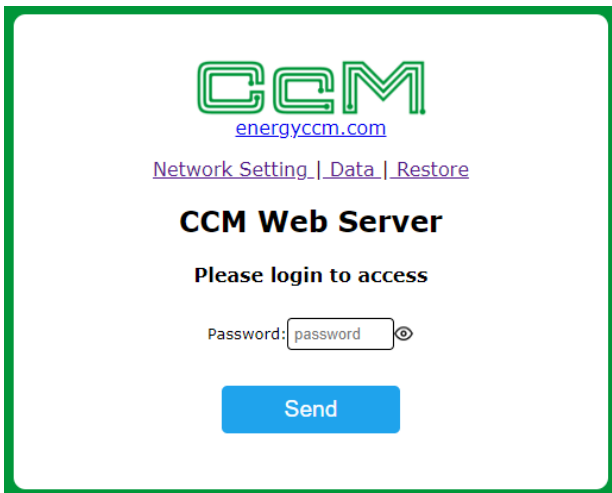 CCM
energyccm.com
Network Setting | Data | Restore
CCM Web Server
Please login to access
Password: password
Send